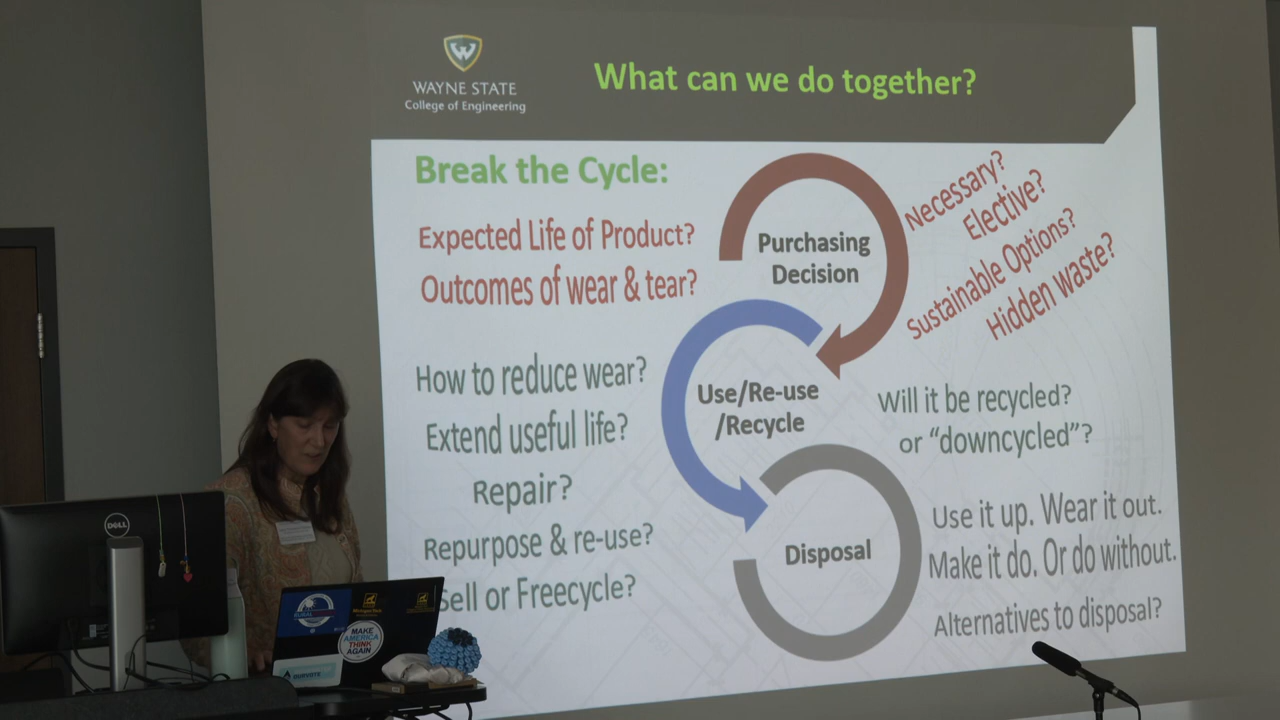 WAYNE STATE
College of Engineering
What can we do together?
Break the Cycle:
Expected Life of Product?
Outcomes of wear & tear?
Purchasing
Decision
Necessary?
Elective?
Sustainable Options?
Hidden Waste?
How to reduce wear?
Extend useful life?
Repair?
Repurpose & re-use?
Sell or Freecycle?
Use/Re-use
/Recycle
Will it be recycled?
or “downcycled”?
Disposal
Use it up. Wear it out.
Make it do. Or do without.
Alternatives to disposal?
DELL
RURAL
MAKE
AMERICA
THINK
AGAIN
OURVOTE